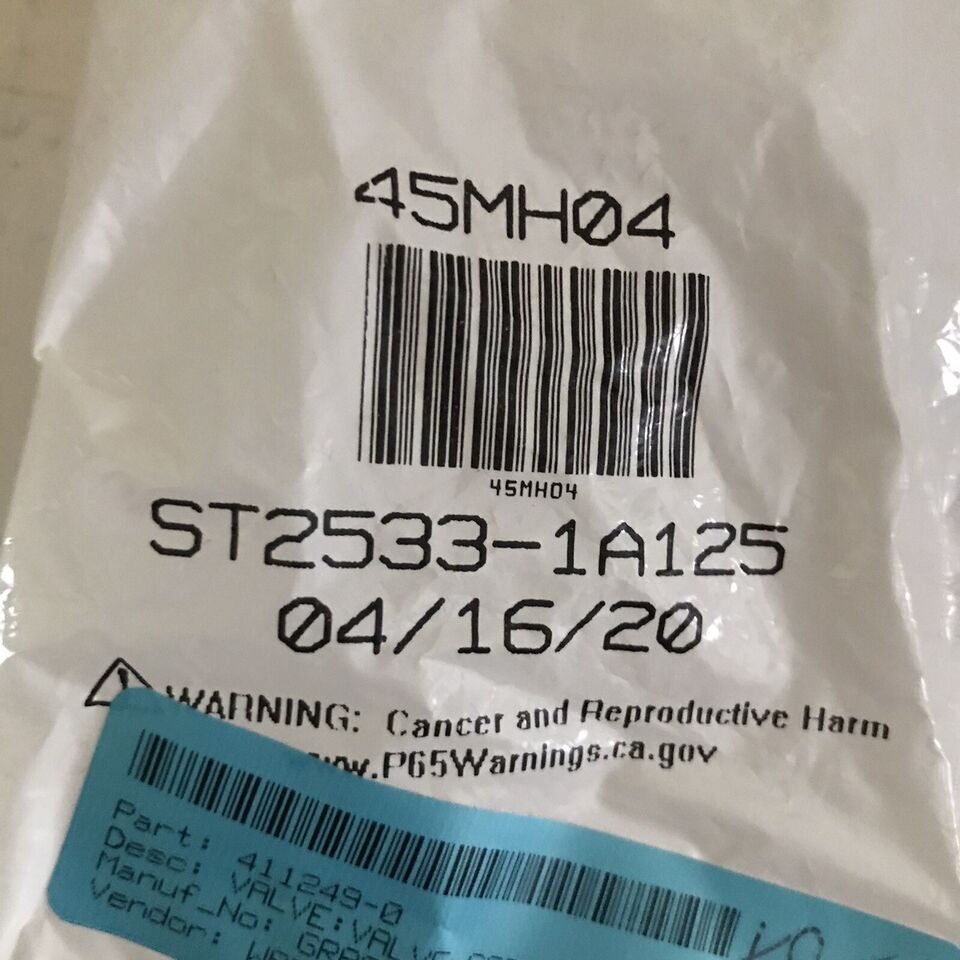 45MH04
45MH04
ST2533-1A125
04/16/20
WARNING: Cancer and Reproductive Harm
.P65Warnings.ca.gov
Part: 411249-0
Desc: VALVE:VALVE
Manuf_No:
Vendor: